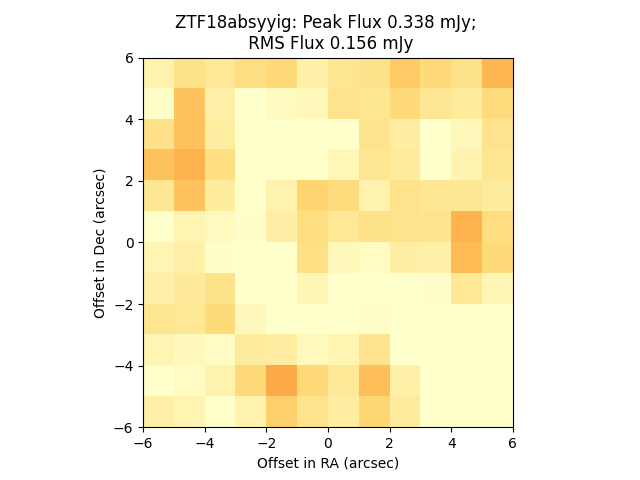 ZTF18absyyig: Peak Flux 0.338 mJy;
RMS Flux 0.156 mJy
6
4
2
0
−2
−4
−6
Offset in Dec (arcsec)
−6 −4 −2 0 2 4 6
Offset in RA (arcsec)